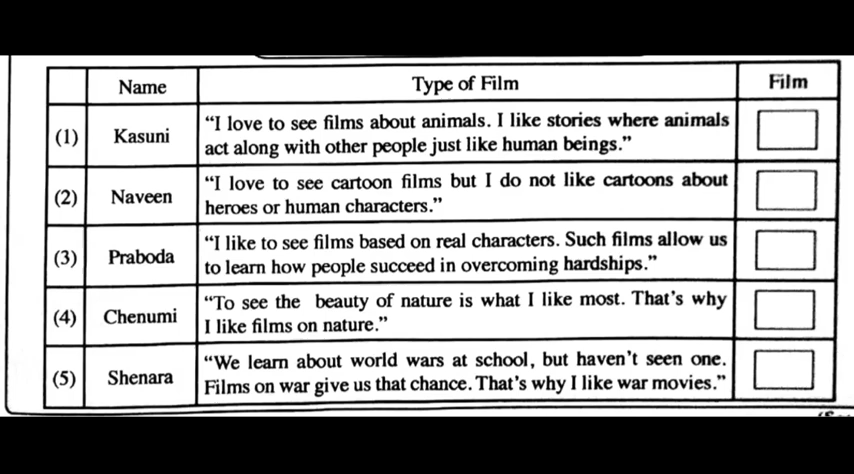 Name Type of Film Film
(1) Kasuni “I love to see films about animals. I like stories where animals
act along with other people just like human beings.”
(2) Naveen “I love to see cartoon films but I do not like cartoons about
heroes or human characters.”
(3) Praboda “I like to see films based on real characters. Such films allow us
to learn how people succeed in overcoming hardships.”
(4) Chenumi “To see the beauty of nature is what I like most. That’s why
I like films on nature.”
(5) Shenara “We learn about world wars at school, but haven’t seen one.
Films on war give us that chance. That’s why I like war movies.”